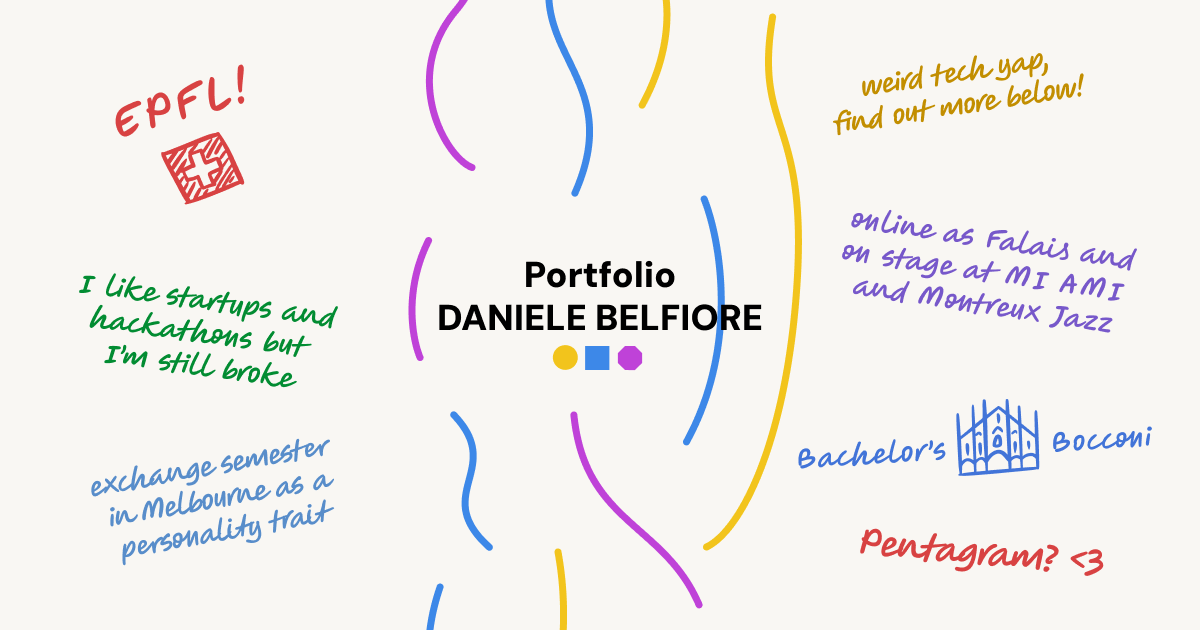 EPFL!
I like startups and
hackathons but
I'm still broke
exchange semester
in Melbourne as a
personality trait
Portfolio
DANIELE BELFIORE
weird tech yap,
find out more below!
online as Falais and
on stage at MI AMI
and Montreux Jazz
Bachelor's Bocconi
Pentagram? <3